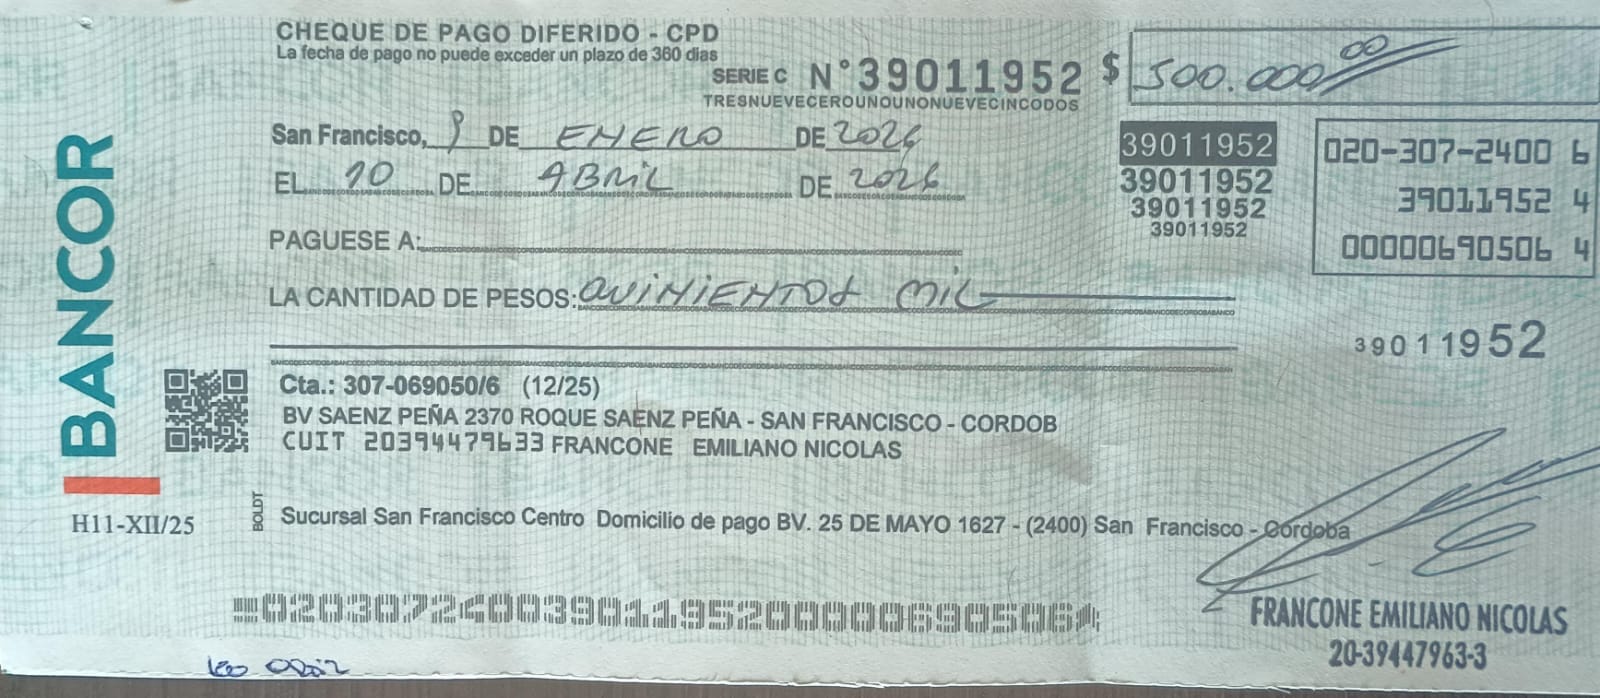 CHEQUE DE PAGO DIFERIDO - CPD
La fecha de pago no puede exceder un plazo de 360 dias
SERIE C N°39011952 $ 500.000,00
TRESNUEVECEROUNOUNONUEVECINCODOS
San Francisco, 9 DE ENERO DE 2026
EL 10 DE ABRIL DE 2026
PAGUESE A:
LA CANTIDAD DE PESOS: QUINIENTOS MIL
39011952
39011952
39011952
39011952
020-307-2400 6
39011952 4
00000690506 4
39011952
BANCOR
H11-XII/25
BOLDT
Cta.: 307-069050/6 (12/25)
BV SAENZ PEÑA 2370 ROQUE SAENZ PEÑA - SAN FRANCISCO - CORDOB
CUIT 20394479633 FRANCONE EMILIANO NICOLAS
Sucursal San Francisco Centro Domicilio de pago BV. 25 DE MAYO 1627 - (2400) San Francisco - Cordoba
FRANCONE EMILIANO NICOLAS
20-39447963-3
02030724003901195200000690506